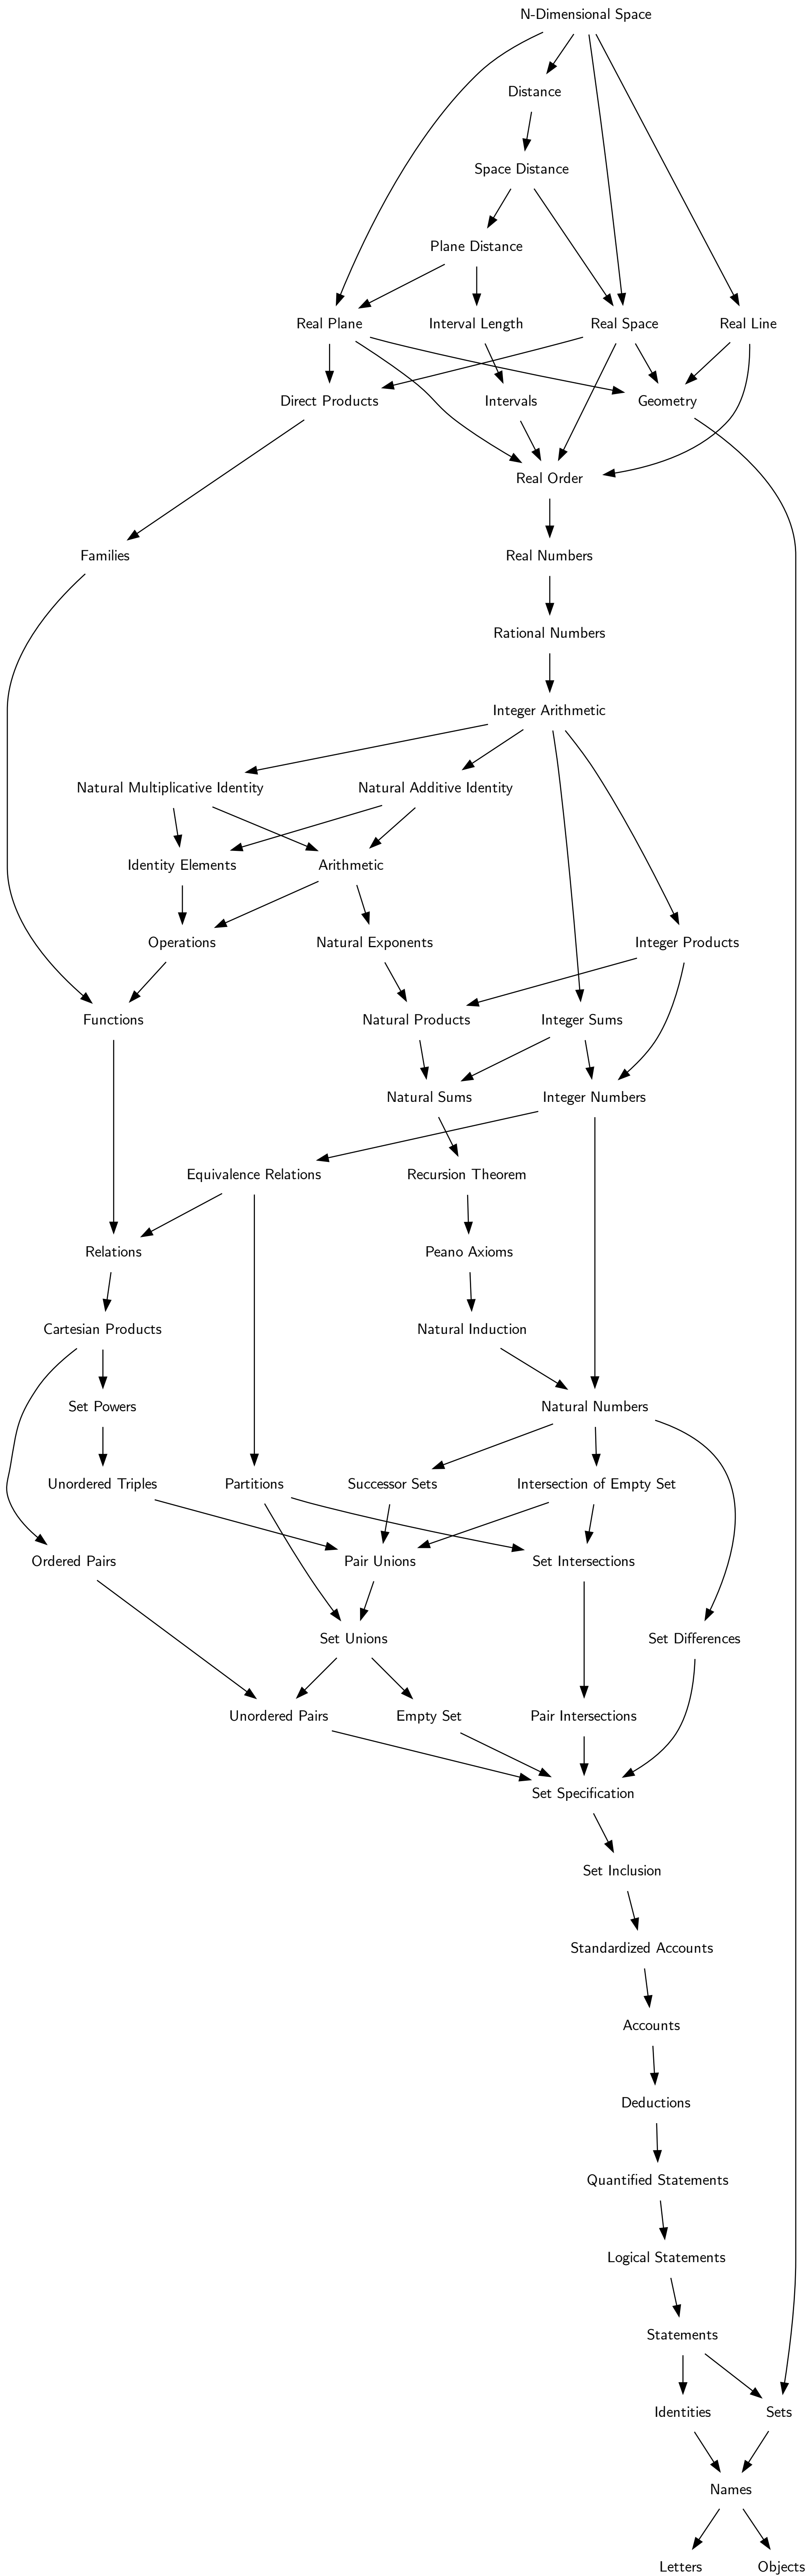 N-Dimensional Space
Distance
Space Distance
Plane Distance
Real Plane
Interval Length
Real Space
Real Line
Direct Products
Intervals
Geometry
Real Order
Families
Real Numbers
Rational Numbers
Integer Arithmetic
Natural Multiplicative Identity
Natural Additive Identity
Identity Elements
Arithmetic
Operations
Natural Exponents
Integer Products
Functions
Natural Products
Integer Sums
Natural Sums
Integer Numbers
Equivalence Relations
Recursion Theorem
Relations
Peano Axioms
Cartesian Products
Natural Induction
Set Powers
Natural Numbers
Unordered Triples
Partitions
Successor Sets
Intersection of Empty Set
Ordered Pairs
Pair Unions
Set Intersections
Set Unions
Set Differences
Unordered Pairs
Empty Set
Pair Intersections
Set Specification
Set Inclusion
Standardized Accounts
Accounts
Deductions
Quantified Statements
Logical Statements
Statements
Identities
Sets
Names
Letters
Objects